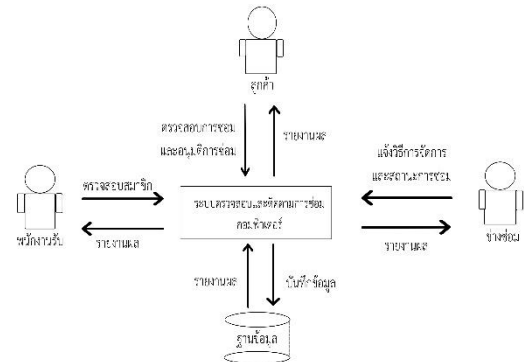 ลูกค้า
ตรวจสอบการซ่อม
และอนุมัติการซ่อม
รายงานผล
แจ้งวิธีการจัดการ
และสถานะการซ่อม
ตรวจสอบสมาชิก
ระบบตรวจสอบและติดตามการซ่อม
คอมพิวเตอร์
พนักงานรับ
รายงานผล
รายงานผล
ช่างซ่อม
รายงานผล
บันทึกข้อมูล
ฐานข้อมูล